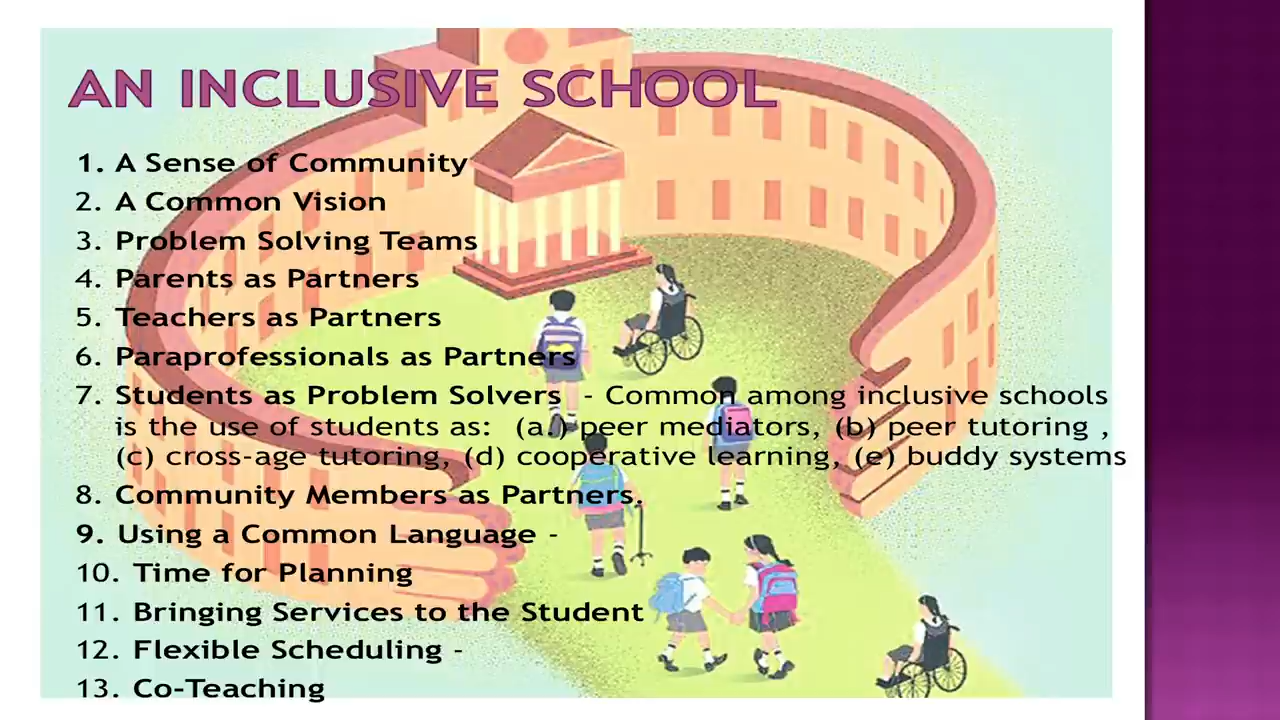 AN INCLUSIVE SCHOOL
1. A Sense of Community
2. A Common Vision
3. Problem Solving Teams
4. Parents as Partners
5. Teachers as Partners
6. Paraprofessionals as Partners
7. Students as Problem Solvers - Common among inclusive schools
is the use of students as: (a.) peer mediators, (b) peer tutoring ,
(c) cross-age tutoring, (d) cooperative learning, (e) buddy systems
8. Community Members as Partners.
9. Using a Common Language -
10. Time for Planning
11. Bringing Services to the Student
12. Flexible Scheduling -
13. Co-Teaching